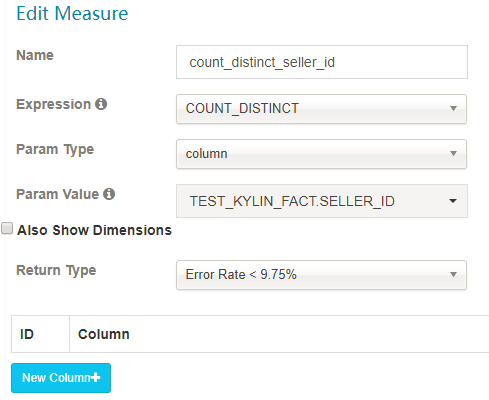 Edit Measure
Name
count_distinct_seller_id
Expression
COUNT_DISTINCT
Param Type
column
Param Value
TEST_KYLIN_FACT.SELLER_ID
Also Show Dimensions
Return Type
Error Rate < 9.75%
ID Column
New Column+